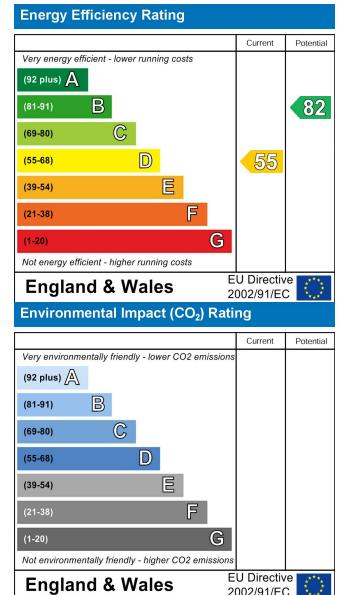 Energy Efficiency Rating
Current Potential
Very energy efficient - lower running costs
(92 plus) A
(81-91) B
82
(69-80) C
(55-68) D
55
(39-54) E
(21-38) F
(1-20) G
Not energy efficient - higher running costs
England & Wales
EU Directive
2002/91/EC
Environmental Impact (CO₂) Rating
Current Potential
Very environmentally friendly - lower CO2 emissions
(92 plus) A
(81-91) B
(69-80) C
(55-68) D
(39-54) E
(21-38) F
(1-20) G
Not environmentally friendly - higher CO2 emissions
England & Wales
EU Directive
2002/91/EC